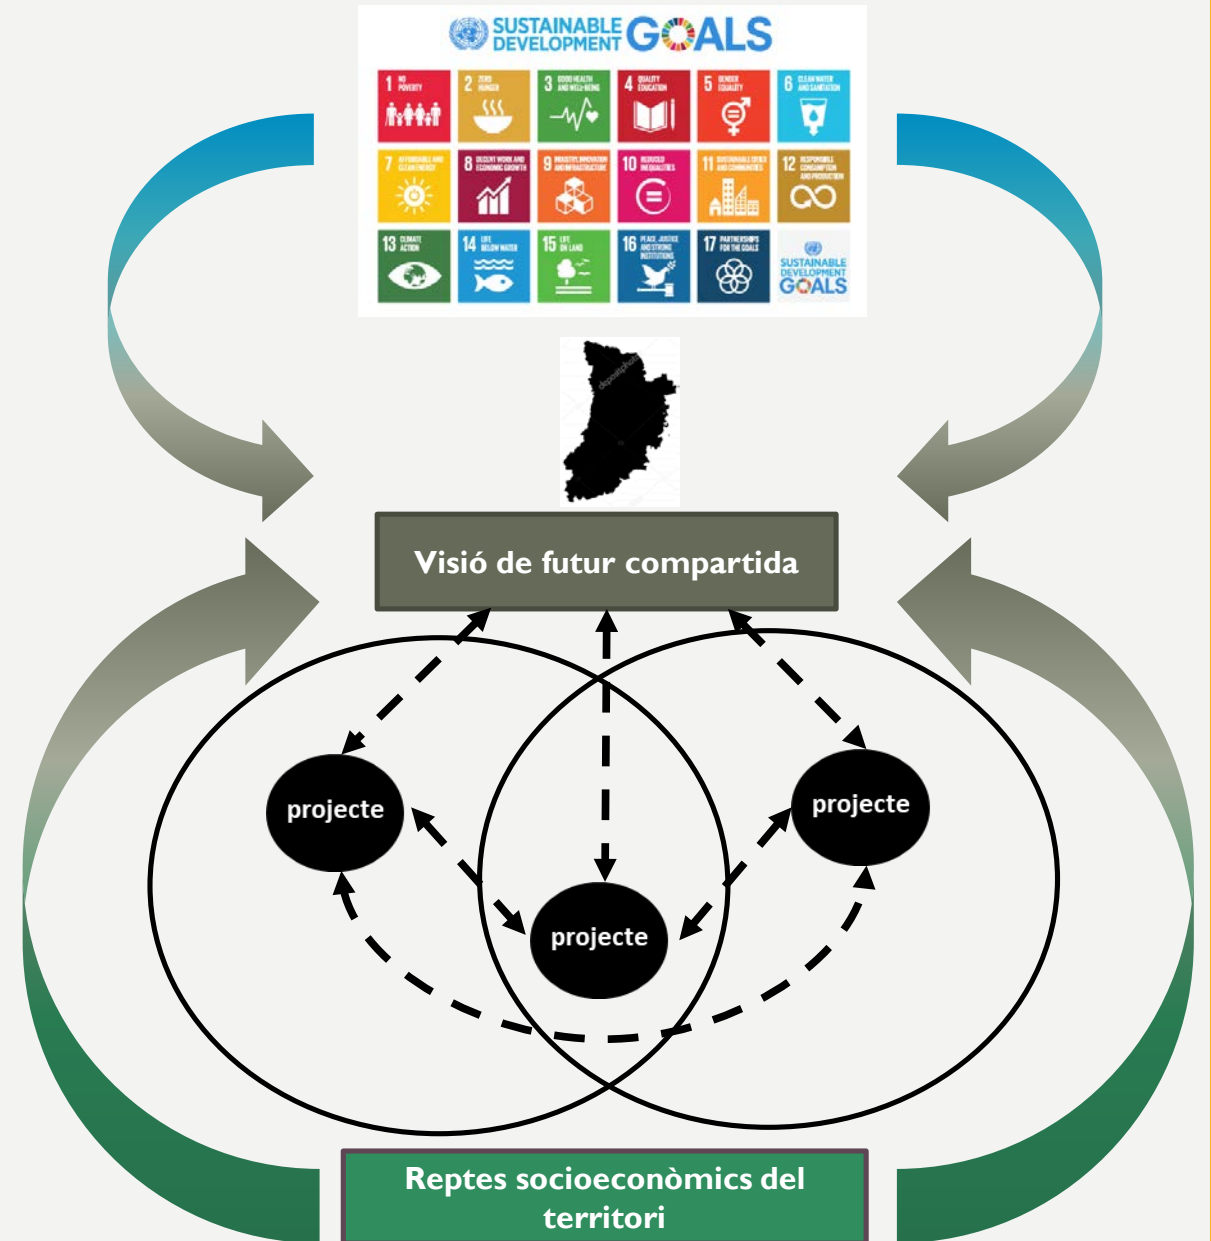 SUSTAINABLE
DEVELOPMENT GOALS
1 NO
POVERTY
2 ZERO
HUNGER
3 GOOD HEALTH
AND WELL-BEING
4 QUALITY
EDUCATION
5 GENDER
EQUALITY
6 CLEAN WATER
AND SANITATION
7 AFFORDABLE AND
CLEAN ENERGY
8 DECENT WORK AND
ECONOMIC GROWTH
9 INDUSTRY, INNOVATION
AND INFRASTRUCTURE
10 REDUCED
INEQUALITIES
11 SUSTAINABLE CITIES
AND COMMUNITIES
12 RESPONSIBLE
CONSUMPTION
AND PRODUCTION
13 CLIMATE
ACTION
14 LIFE
BELOW WATER
15 LIFE
ON LAND
16 PEACE, JUSTICE
AND STRONG
INSTITUTIONS
17 PARTNERSHIPS
FOR THE GOALS
SUSTAINABLE
DEVELOPMENT
GOALS
Visió de futur compartida
projecte
projecte
projecte
Reptes socioeconòmics del
territori